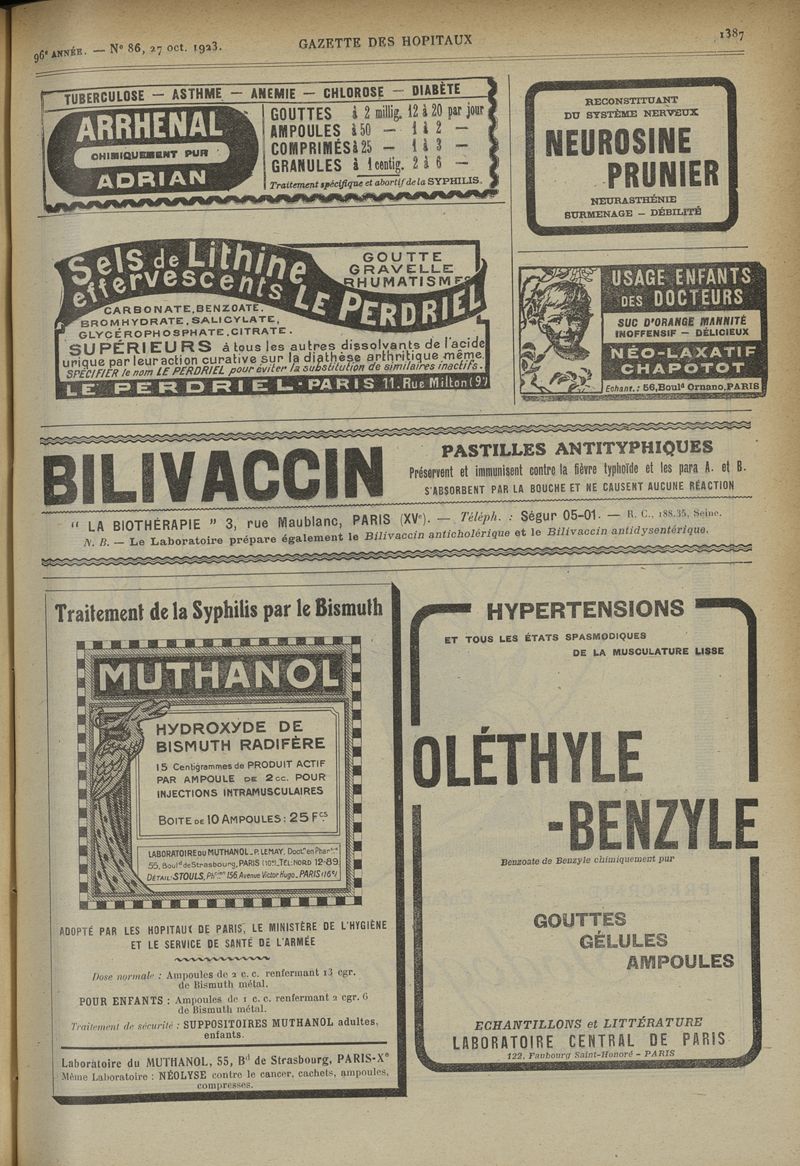 96e ANNÉE. — No 86, 27 oct. 1923.
GAZETTE DES HOPITAUX
1387
TUBERCULOSE — ASTHME — ANEMIE — CHLOROSE — DIABÈTE
ARRHENAL
CHIMIQUEMENT PUR
ADRIAN
GOUTTES à 2 millig. 12 à 20 par jour
AMPOULES à 50 — 1 à 2 —
COMPRIMÉS à 25 — 1 à 3 —
GRANULES à 1 centig. 2 à 6 —
Traitement spécifique et abortif de la SYPHILIS.
RECONSTITUANT
DU SYSTÈME NERVEUX
NEUROSINE
PRUNIER
NEURASTHÉNIE
SURMENAGE — DÉBILITÉ
Sels de Lithine
effervescents LE PERDRIEL
GOUTTE
GRAVELLE
RHUMATISMES
CARBONATE, BENZOATE.
BROMHYDRATE, SALICYLATE,
GLYCÉROPHOSPHATE, CITRATE.
SUPÉRIEURS à tous les autres dissolvants de l'acide
urique par leur action curative sur la diathèse arthritique même.
SPÉCIFIER le nom LE PERDRIEL pour éviter la substitution de similaires inactifs.
LE PERDRIEL - PARIS 11. Rue Milton (9e)
USAGE ENFANTS
DES DOCTEURS
SUC D'ORANGE MANNITÉ
INOFFENSIF — DÉLICIEUX
NÉO-LAXATIF
CHAPOTOT
Echant.: 56, Bould Ornano, PARIS
BILIVACCIN
PASTILLES ANTITYPHIQUES
Préservent et immunisent contre la fièvre typhoïde et les para A. et B.
S'ABSORBENT PAR LA BOUCHE ET NE CAUSENT AUCUNE RÉACTION
" LA BIOTHÉRAPIE " 3, rue Maublanc, PARIS (XVe). — Téléph. : Ségur 05-01. — R. C., 188.35, Seine.
N. B. — Le Laboratoire prépare également le Bilivaccin anticholérique et le Bilivaccin antidysentérique.
Traitement de la Syphilis par le Bismuth
MUTHANOL
HYDROXYDE DE
BISMUTH RADIFÈRE
15 Centigrammes de PRODUIT ACTIF
PAR AMPOULE DE 2cc. POUR
INJECTIONS INTRAMUSCULAIRES
BOITE DE 10 AMPOULES : 25 Fcs
LABORATOIRE DU MUTHANOL _ P. LEMAY, Doctr en Phartie
55, Bould de Strasbourg, PARIS (10e) _ TÉL: NORD 12-89
DÉTAIL: STOULS, Phcien 156, Avenue Victor Hugo _ PARIS (16e)
ADOPTÉ PAR LES HOPITAUX DE PARIS, LE MINISTÈRE DE L'HYGIÈNE
ET LE SERVICE DE SANTÉ DE L'ARMÉE
Dose normale : Ampoules de 2 c. c. renfermant 13 cgr.
de Bismuth métal.
POUR ENFANTS : Ampoules de 1 c. c. renfermant 2 cgr. 6
de Bismuth métal.
Traitement de sécurité : SUPPOSITOIRES MUTHANOL adultes,
enfants.
Laboratoire du MUTHANOL, 55, Bd de Strasbourg, PARIS-Xe
Même Laboratoire : NÉOLYSE contre le cancer, cachets, ampoules,
compresses.
HYPERTENSIONS
ET TOUS LES ÉTATS SPASMODIQUES
DE LA MUSCULATURE LISSE
OLÉTHYLE
-BENZYLE
Benzoate de Benzyle chimiquement pur
GOUTTES
GÉLULES
AMPOULES
ECHANTILLONS et LITTÉRATURE
LABORATOIRE CENTRAL DE PARIS
122, Faubourg Saint-Honoré - PARIS